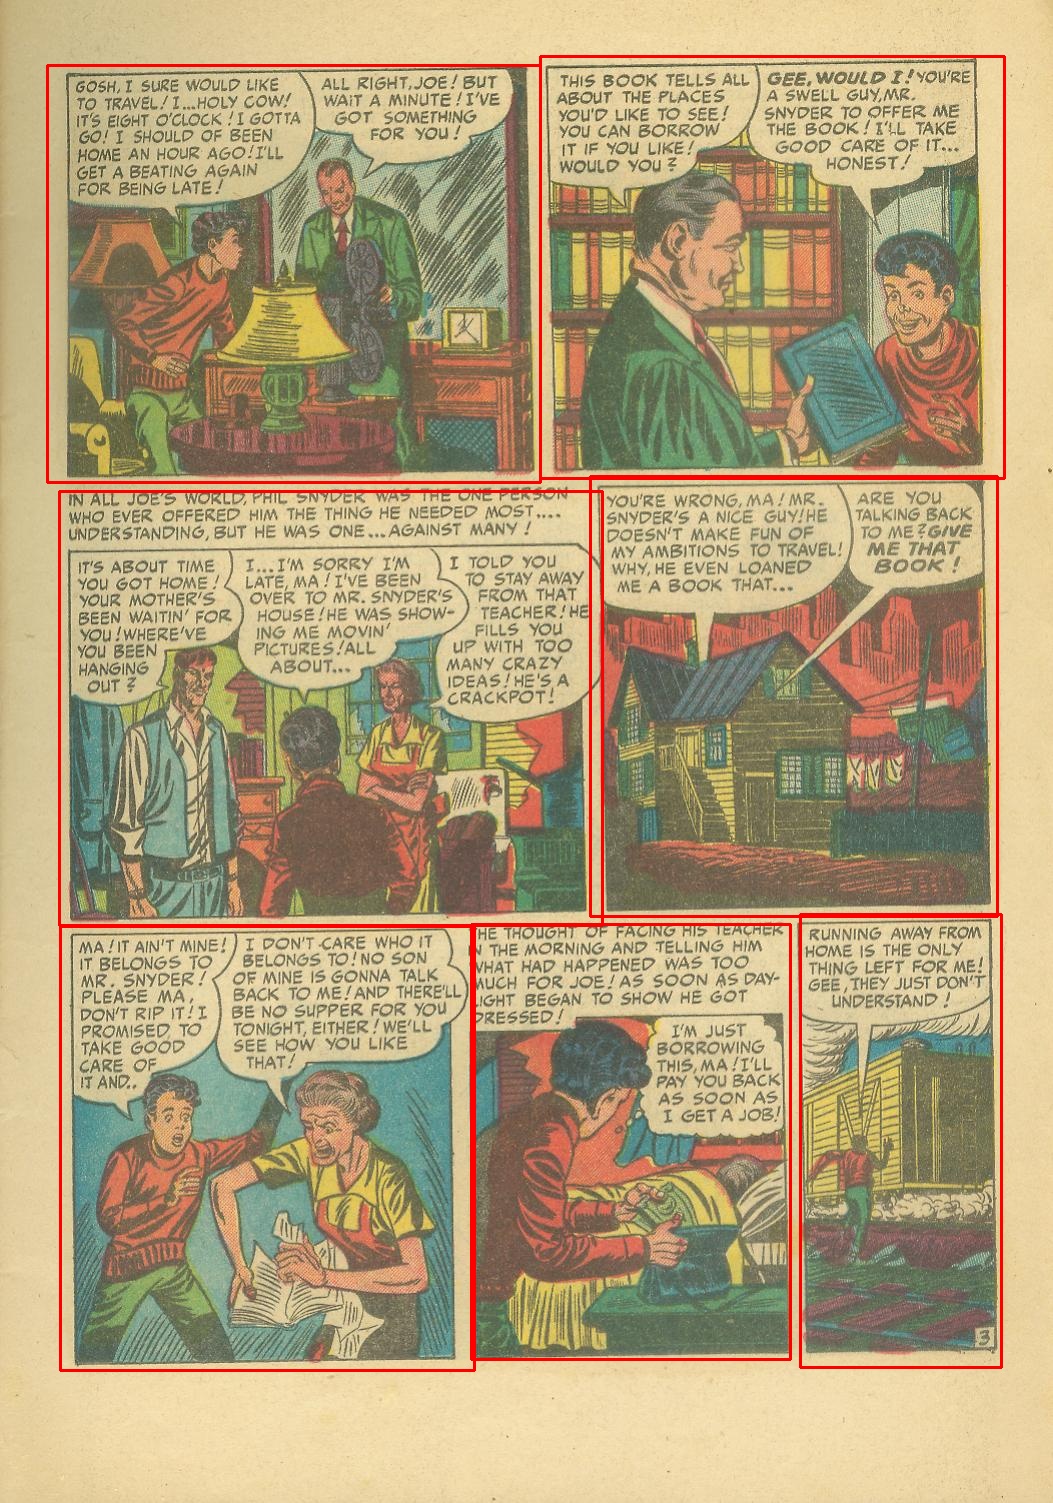 GOSH, I SURE WOULD LIKE
TO TRAVEL! I...HOLY COW!
IT'S EIGHT O'CLOCK! I GOTTA
GO! I SHOULD OF BEEN
HOME AN HOUR AGO! I'LL
GET A BEATING AGAIN
FOR BEING LATE!
ALL RIGHT, JOE! BUT
WAIT A MINUTE! I'VE
GOT SOMETHING
FOR YOU!
THIS BOOK TELLS ALL
ABOUT THE PLACES
YOU'D LIKE TO SEE!
YOU CAN BORROW
IT IF YOU LIKE!
WOULD YOU?
GEE, WOULD I! YOU'RE
A SWELL GUY, MR.
SNYDER TO OFFER ME
THE BOOK! I'LL TAKE
GOOD CARE OF IT...
HONEST!
IN ALL JOE'S WORLD, PHIL SNYDER WAS THE ONE PERSON
WHO EVER OFFERED HIM THE THING HE NEEDED MOST....
UNDERSTANDING, BUT HE WAS ONE...AGAINST MANY!
IT'S ABOUT TIME
YOU GOT HOME!
YOUR MOTHER'S
BEEN WAITIN' FOR
YOU! WHERE'VE
YOU BEEN
HANGING
OUT?
I...I'M SORRY I'M
LATE, MA! I'VE BEEN
OVER TO MR. SNYDER'S
HOUSE! HE WAS SHOW-
ING ME MOVIN'
PICTURES! ALL
ABOUT...
I TOLD YOU
TO STAY AWAY
FROM THAT
TEACHER! HE
FILLS YOU
UP WITH TOO
MANY CRAZY
IDEAS! HE'S A
CRACKPOT!
YOU'RE WRONG, MA! MR.
SNYDER'S A NICE GUY! HE
DOESN'T MAKE FUN OF
MY AMBITIONS TO TRAVEL!
WHY, HE EVEN LOANED
ME A BOOK THAT...
ARE YOU
TALKING BACK
TO ME? GIVE
ME THAT
BOOK!
MA! IT AIN'T MINE!
IT BELONGS TO
MR. SNYDER!
PLEASE MA,
DON'T RIP IT! I
PROMISED TO
TAKE GOOD
CARE OF
IT AND..
I DON'T CARE WHO IT
BELONGS TO! NO SON
OF MINE IS GONNA TALK
BACK TO ME! AND THERE'LL
BE NO SUPPER FOR YOU
TONIGHT, EITHER! WE'LL
SEE HOW YOU LIKE
THAT!
THE THOUGHT OF FACING HIS TEACHER
IN THE MORNING AND TELLING HIM
WHAT HAD HAPPENED WAS TOO
MUCH FOR JOE! AS SOON AS DAY-
LIGHT BEGAN TO SHOW HE GOT
DRESSED!
I'M JUST
BORROWING
THIS, MA! I'LL
PAY YOU BACK
AS SOON AS
I GET A JOB!
RUNNING AWAY FROM
HOME IS THE ONLY
THING LEFT FOR ME!
GEE, THEY JUST DON'T
UNDERSTAND!
3